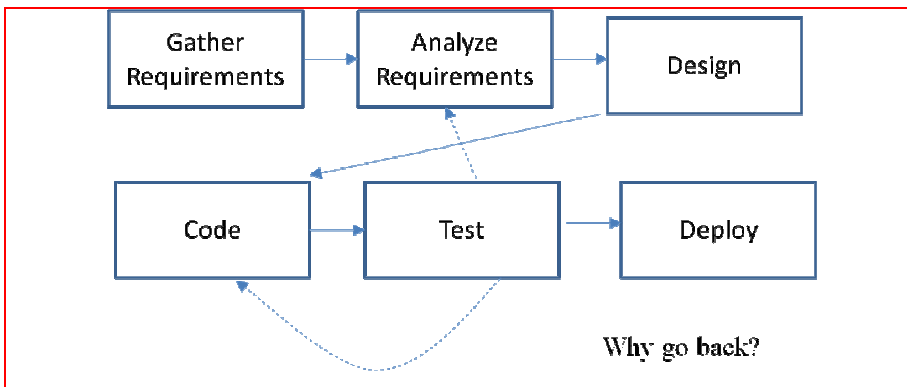 Gather
Requirements
Analyze
Requirements
Design
Code
Test
Deploy
Why go back?